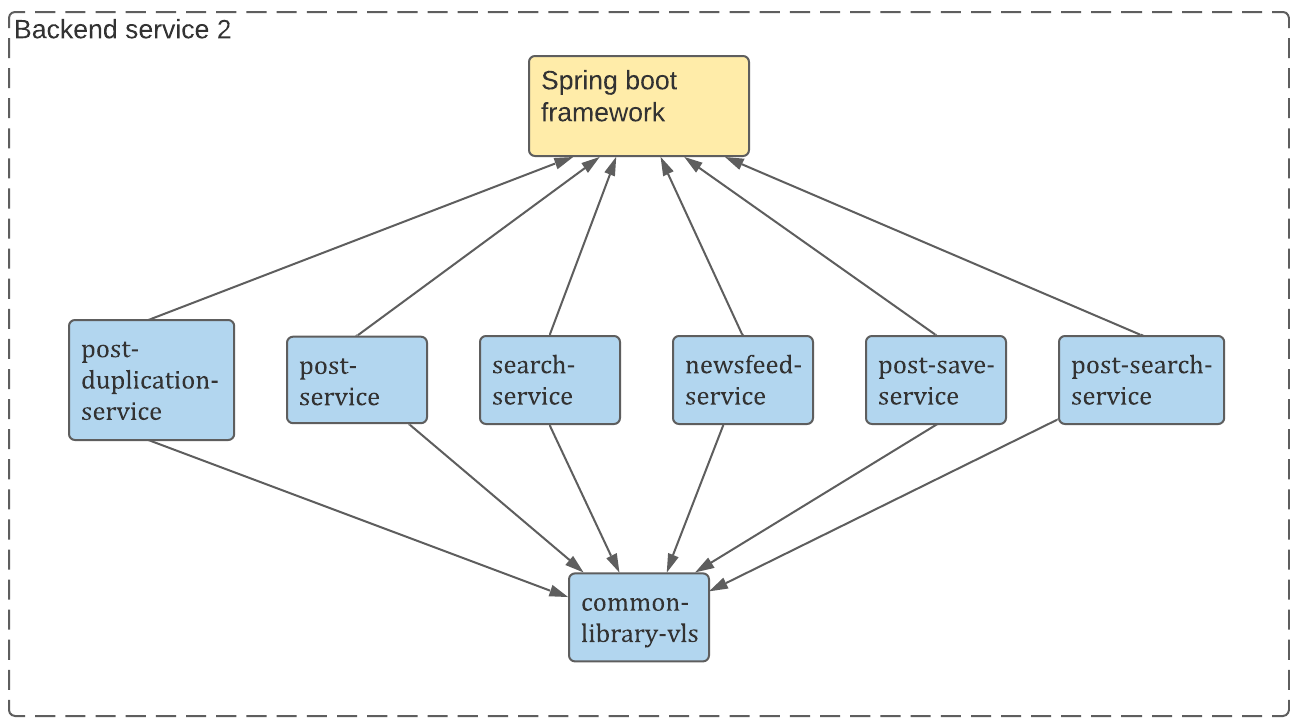 Backend service 2
Spring boot
framework
post-
duplication-
service
post-
service
search-
service
newsfeed-
service
post-save-
service
post-search-
service
common-
library-vls